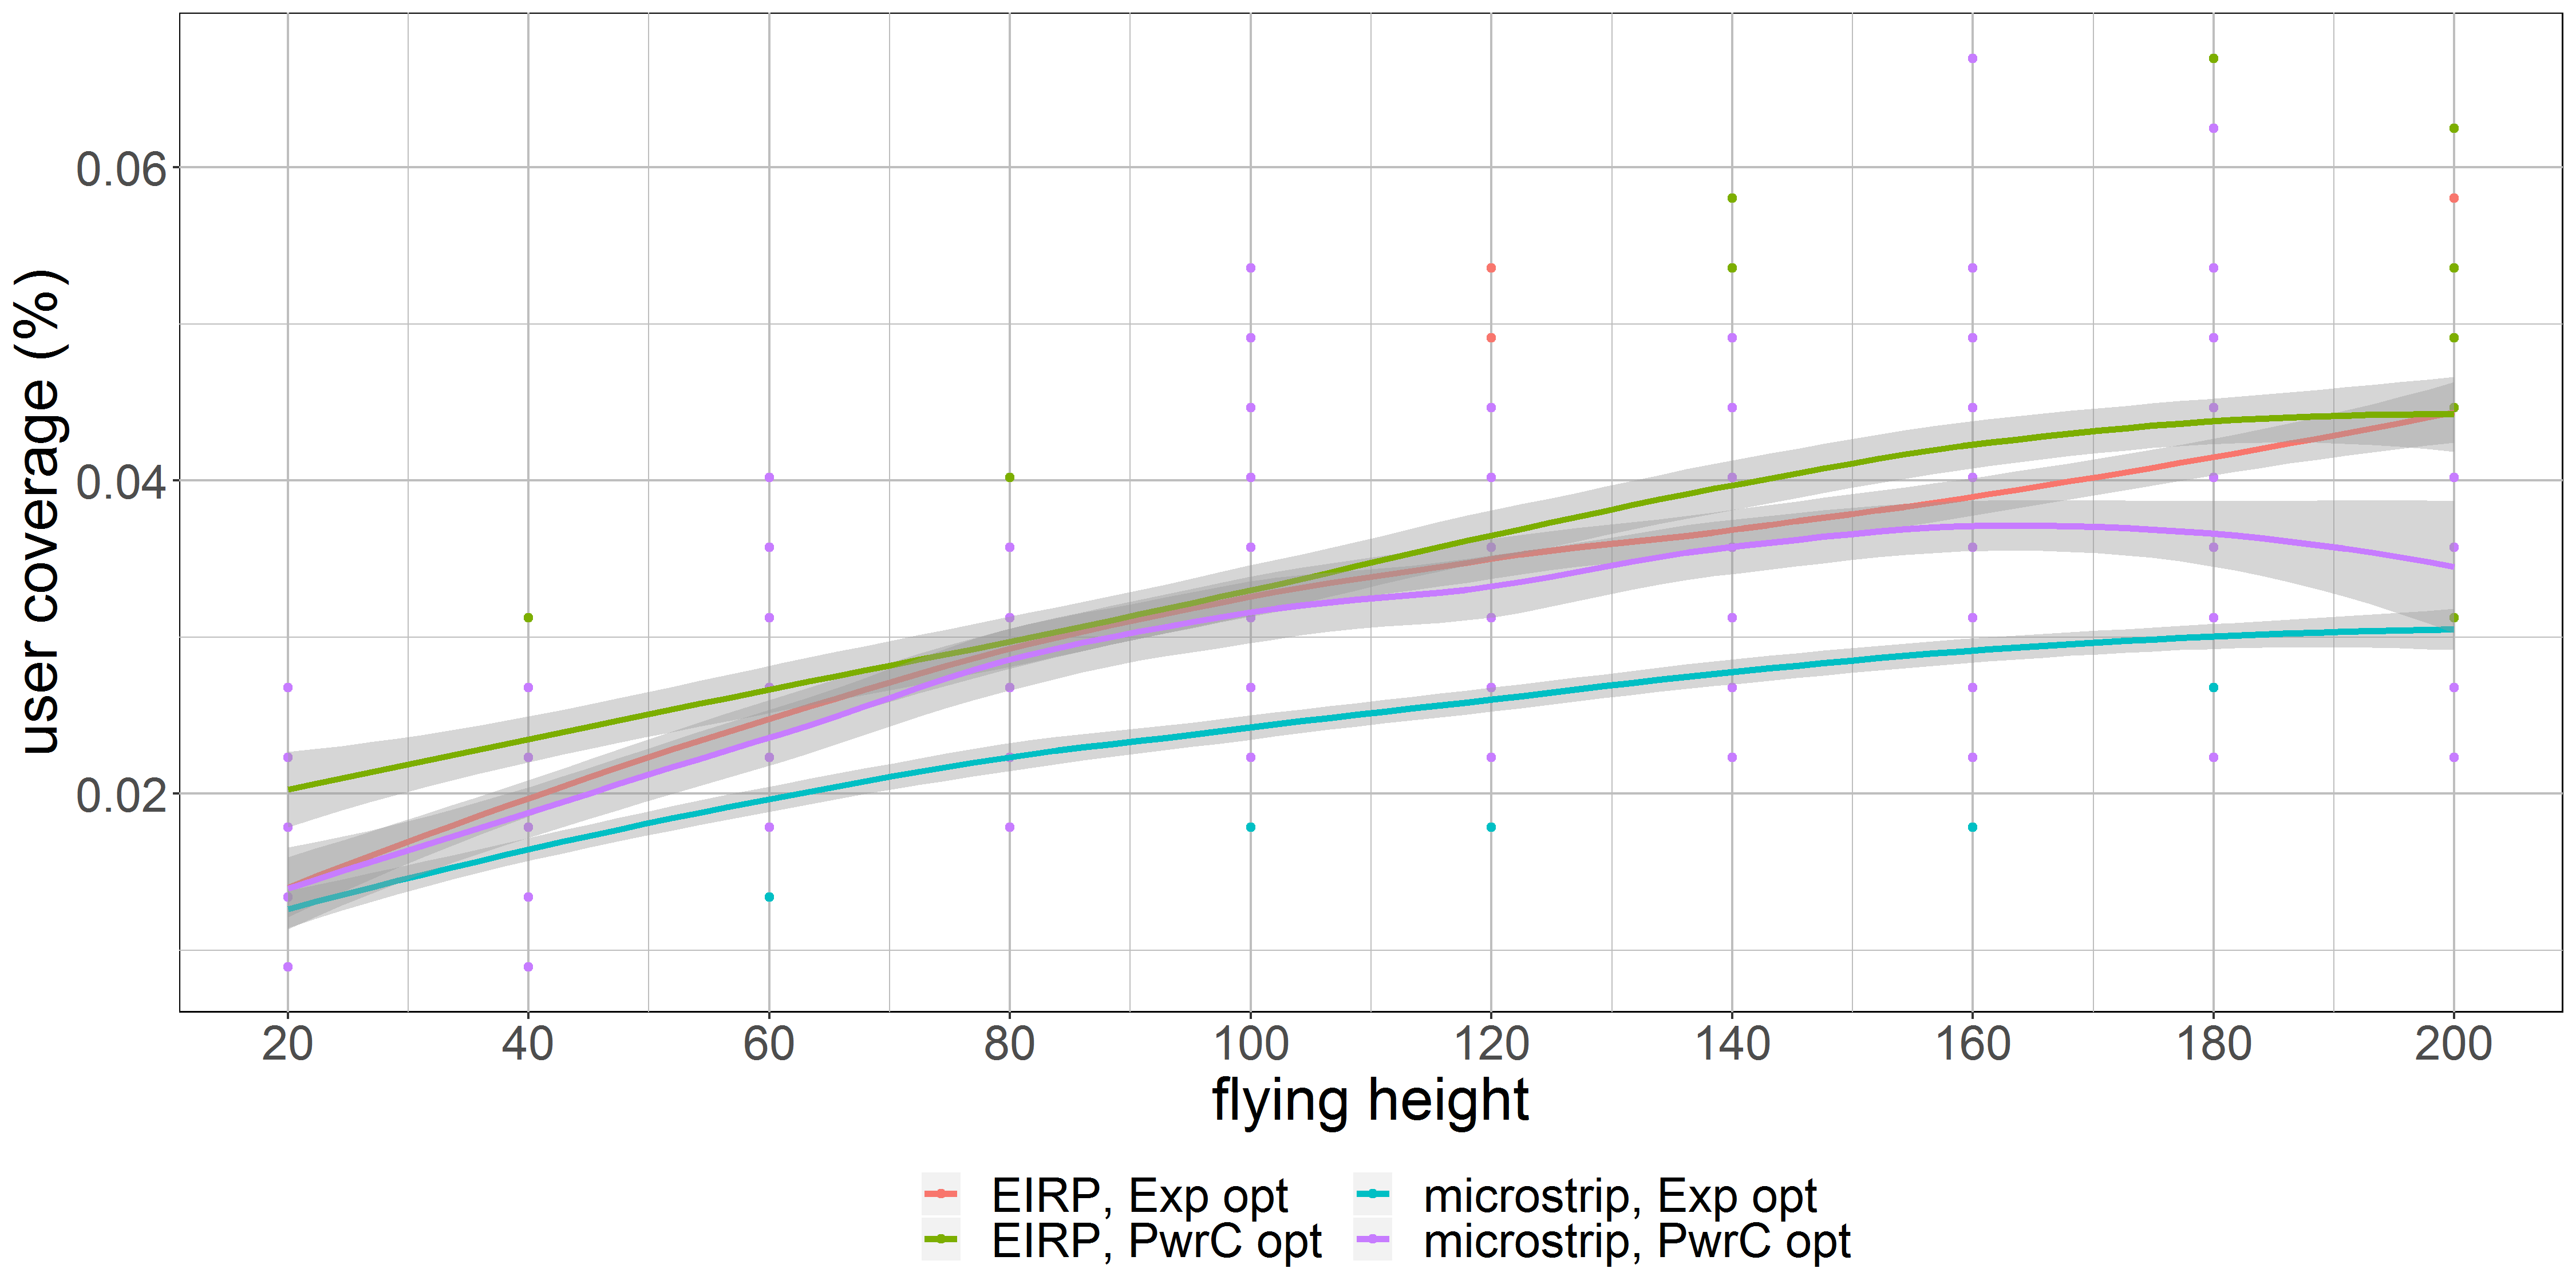 user coverage (%)
0.06
0.04
0.02
20 40 60 80 100 120 140 160 180 200
flying height
EIRP, Exp opt
microstrip, Exp opt
EIRP, PwrC opt
microstrip, PwrC opt